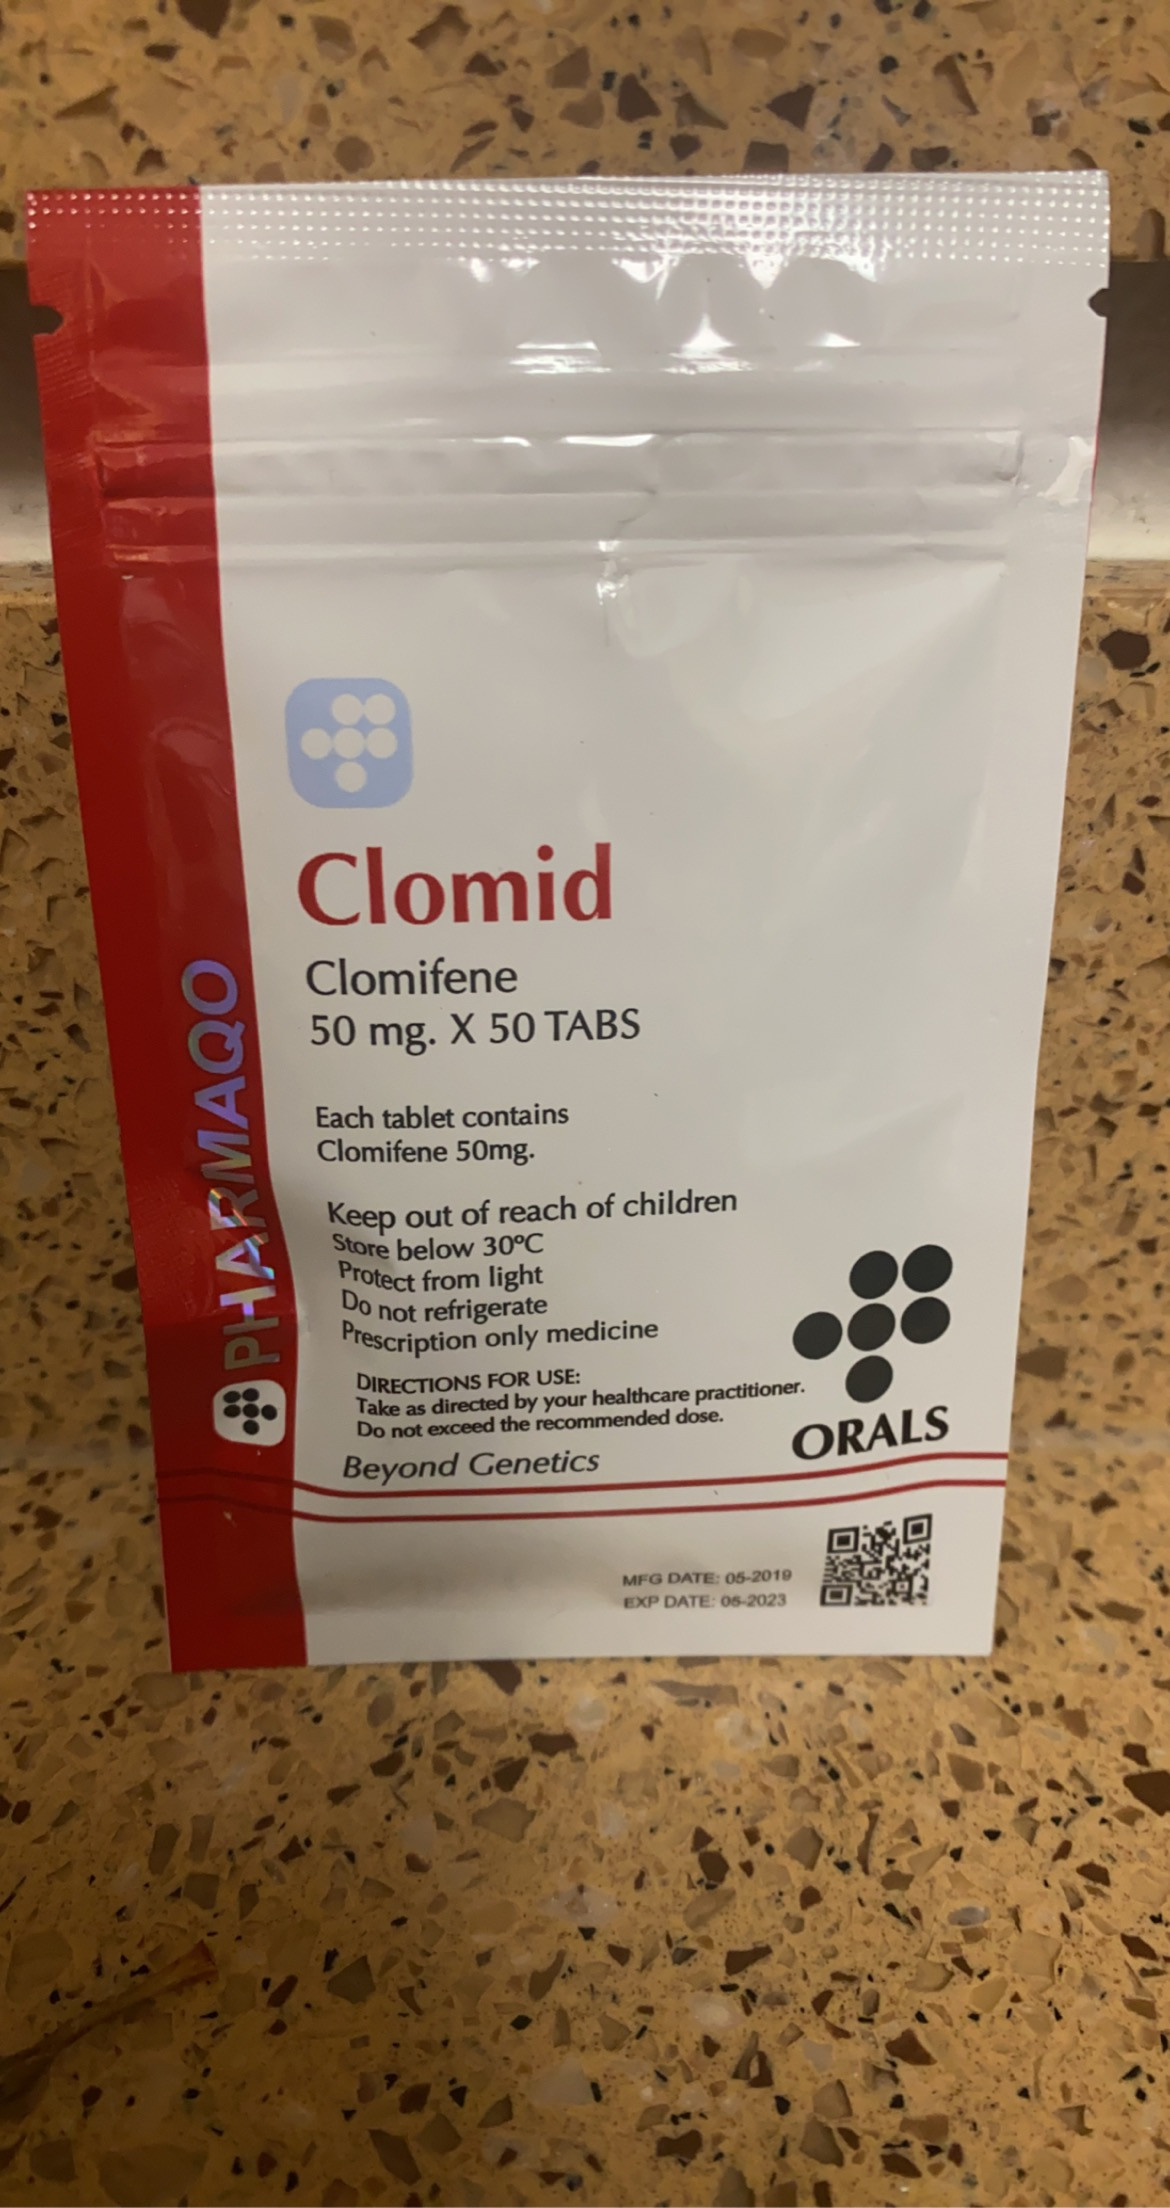 Clomid
Clomifene
50 mg. X 50 TABS
Each tablet contains
Clomifene 50mg.
Keep out of reach of children
Store below 30ºC
Protect from light
Do not refrigerate
Prescription only medicine
DIRECTIONS FOR USE:
Take as directed by your healthcare practitioner.
Do not exceed the recommended dose.
Beyond Genetics
ORALS
MFG DATE: 05-2019
EXP DATE: 05-2023
PHARMAQO